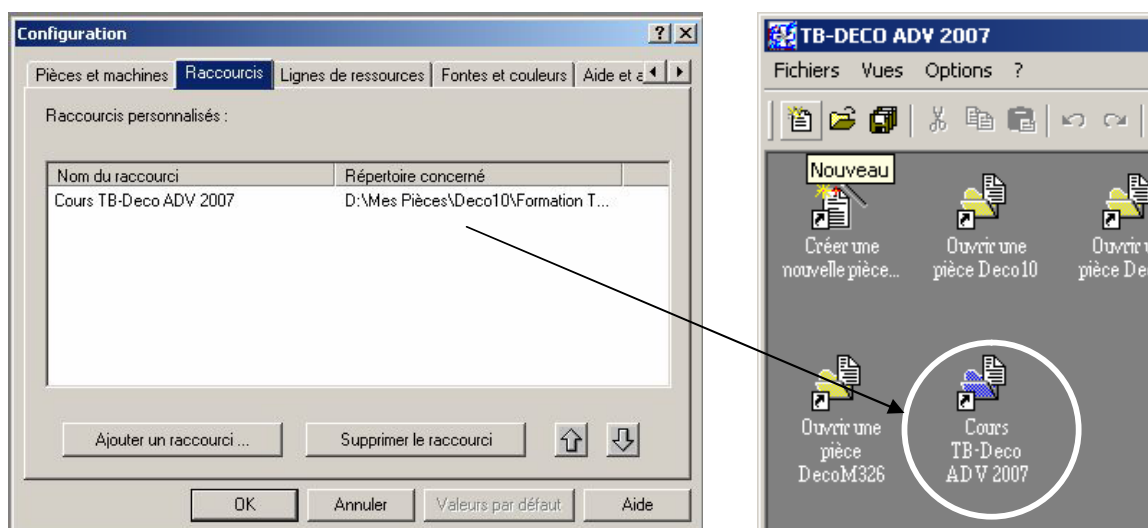 Configuration
Pièces et machines Raccourcis Lignes de ressources Fontes et couleurs Aide et a
Raccourcis personnalisés :
Nom du raccourci Répertoire concerné
Cours TB-Deco ADV 2007 D:\Mes Pièces\Deco10\Formation T...
Ajouter un raccourci ... Supprimer le raccourci
OK Annuler Valeurs par défaut Aide
TB-DECO ADV 2007
Fichiers Vues Options ?
Nouveau
Créer une
nouvelle pièce...
Ouvrir une
pièce Deco10
Ouvrir u
pièce De
Ouvrir une
pièce
DecoM326
Cours
TB-Deco
ADV 2007